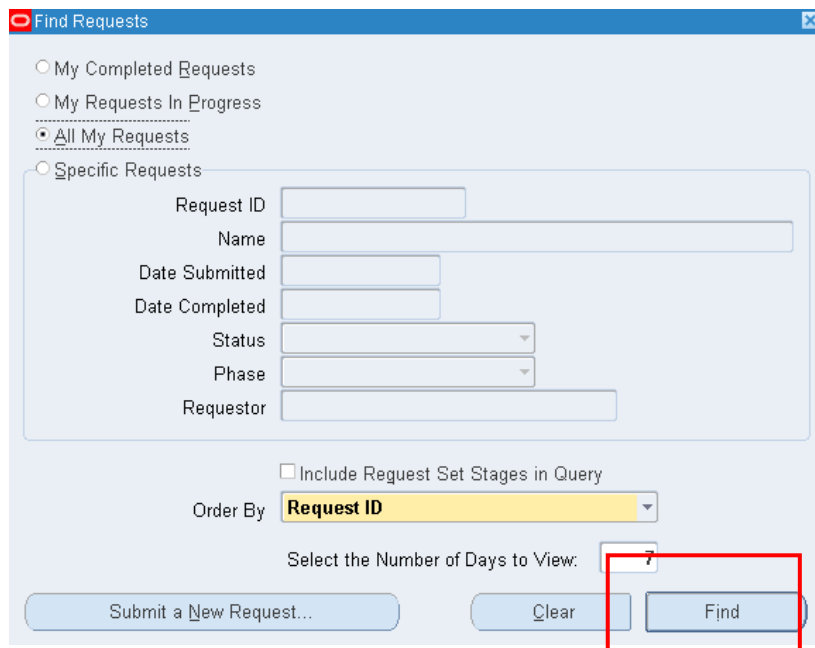 Find Requests
My Completed Requests
My Requests In Progress
All My Requests
Specific Requests
Request ID
Name
Date Submitted
Date Completed
Status
Phase
Requestor
Include Request Set Stages in Query
Order By Request ID
Select the Number of Days to View: 7
Submit a New Request... Clear Find